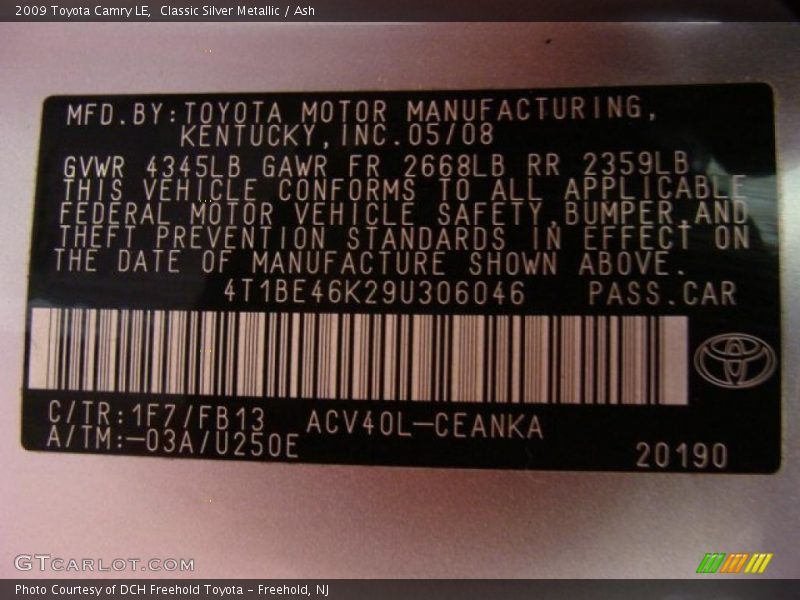 2009 Toyota Camry LE,  Classic Silver Metallic / Ash
MFD.BY:TOYOTA MOTOR MANUFACTURING,
KENTUCKY,INC.05/08
GVWR 4345LB GAWR FR 2668LB RR 2359LB
THIS VEHICLE CONFORMS TO ALL APPLICABLE
FEDERAL MOTOR VEHICLE SAFETY,BUMPER,AND
THEFT PREVENTION STANDARDS IN EFFECT ON
THE DATE OF MANUFACTURE SHOWN ABOVE.
4T1BE46K29U306046 PASS.CAR
C/TR:1F7/FB13 ACV40L-CEANKA
A/TM:-03A/U250E
20190
GTCARLOT.COM
Photo Courtesy of DCH Freehold Toyota - Freehold, NJ